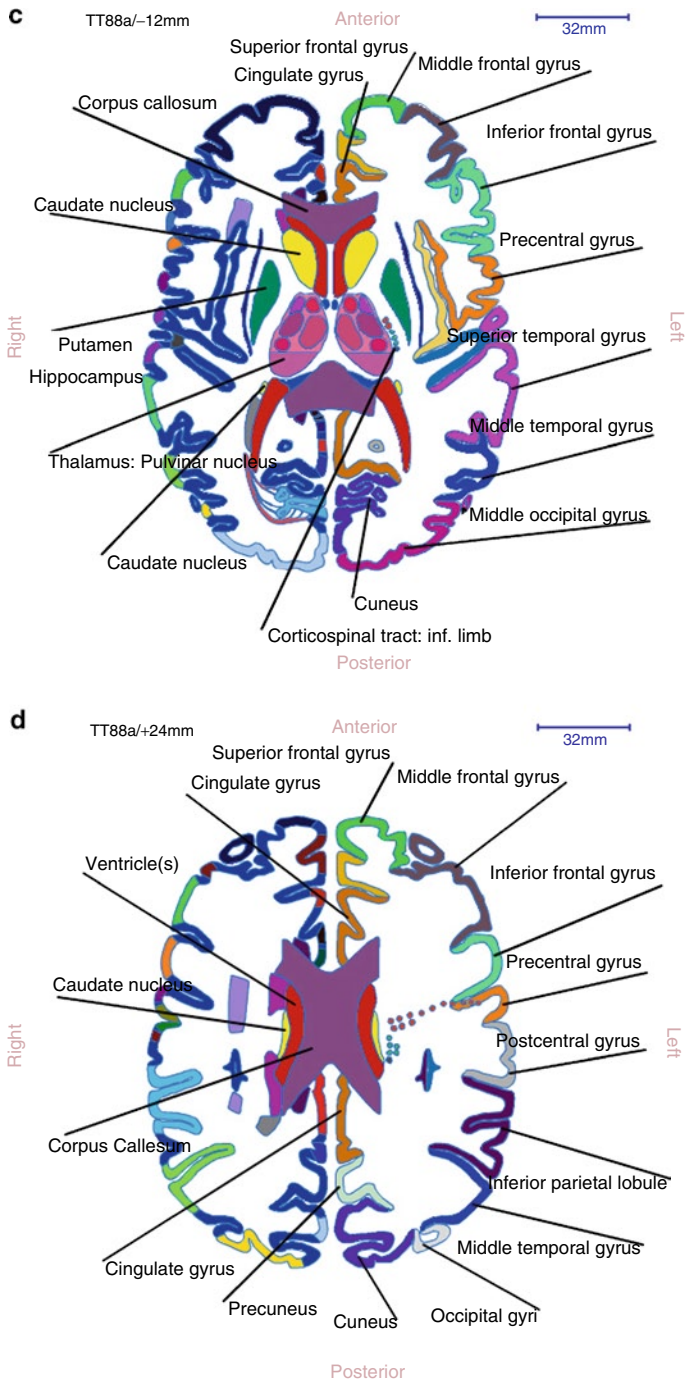 c
TT88a/–12mm
Anterior
32mm
Superior frontal gyrus
Middle frontal gyrus
Cingulate gyrus
Corpus callosum
Inferior frontal gyrus
Caudate nucleus
Precentral gyrus
Right
Left
Putamen
Superior temporal gyrus
Hippocampus
Middle temporal gyrus
Thalamus: Pulvinar nucleus
Middle occipital gyrus
Caudate nucleus
Cuneus
Corticospinal tract: inf. limb
Posterior
d
TT88a/+24mm
Anterior
32mm
Superior frontal gyrus
Cingulate gyrus
Middle frontal gyrus
Ventricle(s)
Inferior frontal gyrus
Precentral gyrus
Caudate nucleus
Postcentral gyrus
Right
Left
Corpus Callesum
Inferior parietal lobule
Middle temporal gyrus
Cingulate gyrus
Precuneus
Cuneus
Occipital gyri
Posterior